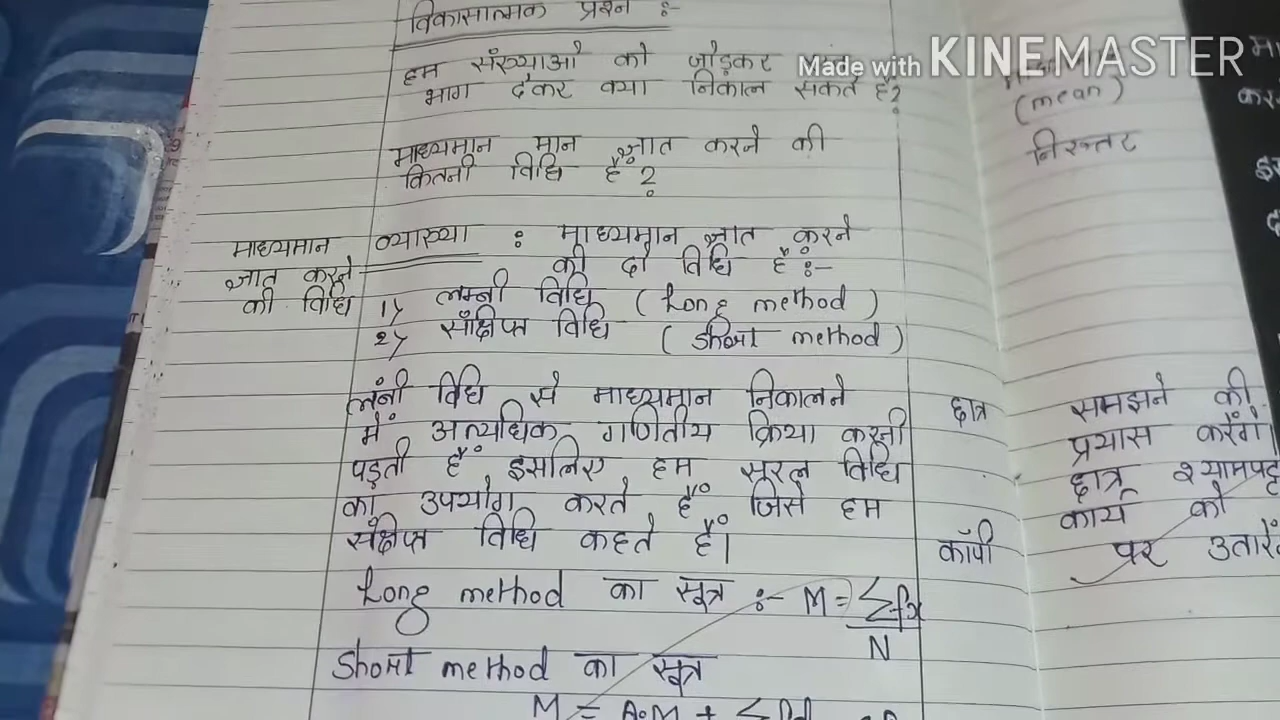 विकासात्मक प्रश्न :-
हम संख्याओ को जोड़कर
भाग देकर क्या निकाल सकते है?
Made with KINEMASTER
(mean)
माध्यमान मान ज्ञात करने की
कितनी विधि है?
निरुत्तर
माध्यमान ज्ञात करने की विधि
व्याख्या : माध्यमान ज्ञात करने
की दो विधि है :-
1) लम्बी विधि (Long method)
2) संक्षिप्त विधि (Short method)
लंबी विधि से माध्यमान निकालने
में अत्यधिक गणितीय क्रिया करनी
पड़ती हैं इसलिए हम सरल विधि
का उपयोग करते हैं जिसे हम
संक्षिप्त विधि कहते हैं।
छात्र समझने की
प्रयास करेंगे
छात्र श्यामपट्ट
कार्य को
कॉपी पर उतारेंगे
Long method का सूत्र :- M = Σfx / N
Short method का सूत्र
M = A.M +